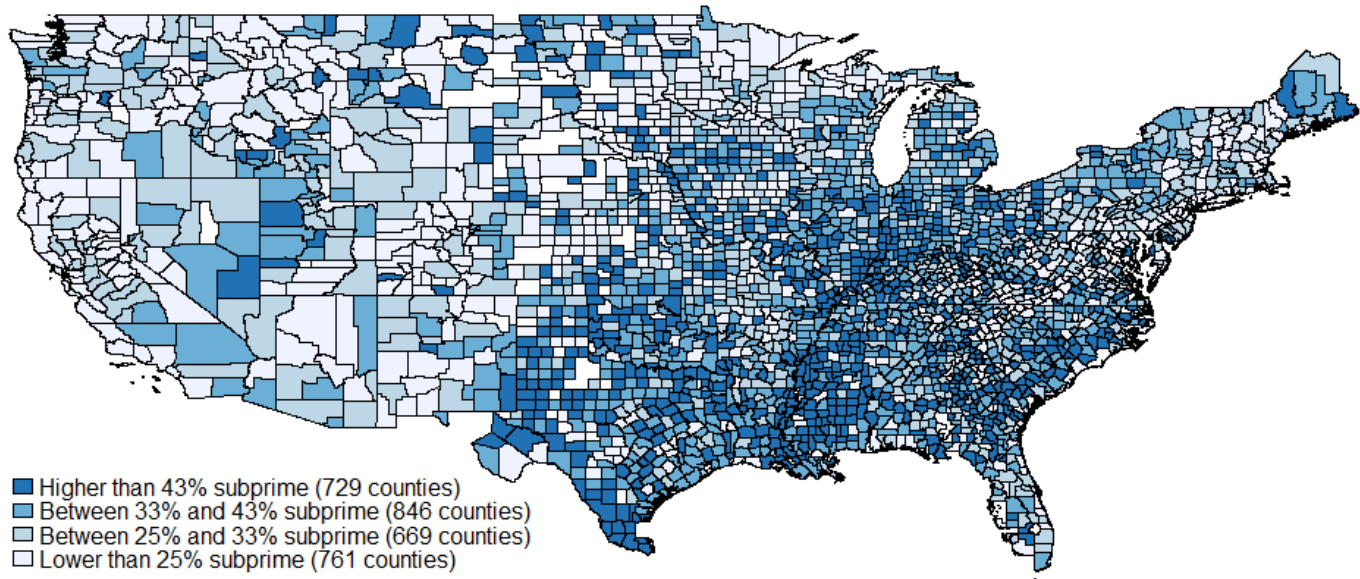 Higher than 43% subprime (729 counties)
Between 33% and 43% subprime (846 counties)
Between 25% and 33% subprime (669 counties)
Lower than 25% subprime (761 counties)